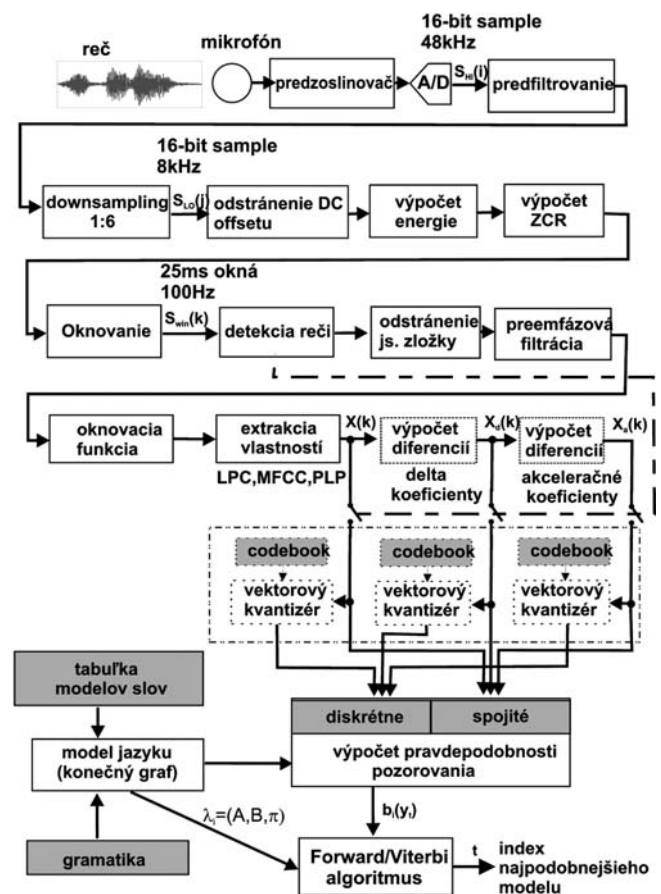 reč
mikrofón
16-bit sample
48kHz
predzoslinovač
A/D
S_HI(i)
predfiltrovanie
16-bit sample
8kHz
downsampling
1:6
S_LO(j)
odstránenie DC
offsetu
výpočet
energie
výpočet
ZCR
25ms okná
100Hz
Oknovanie
S_win(k)
detekcia reči
odstránenie
js. zložky
preemfázová
filtrácia
oknovacia
funkcia
extrakcia
vlastností
LPC,MFCC,PLP
X(k)
výpočet
diferencií
delta
koeficienty
X_d(k)
výpočet
diferencií
akceleračné
koeficienty
X_a(k)
codebook
codebook
codebook
vektorový
kvantizér
vektorový
kvantizér
vektorový
kvantizér
tabuľka
modelov slov
diskrétne
spojité
model jazyku
(konečný graf)
výpočet pravdepodobnosti
pozorovania
λ_i=(A,B,π)
b_i(y_t)
gramatika
Forward/Viterbi
algoritmus
t
index
najpodobnejšieho
modelu